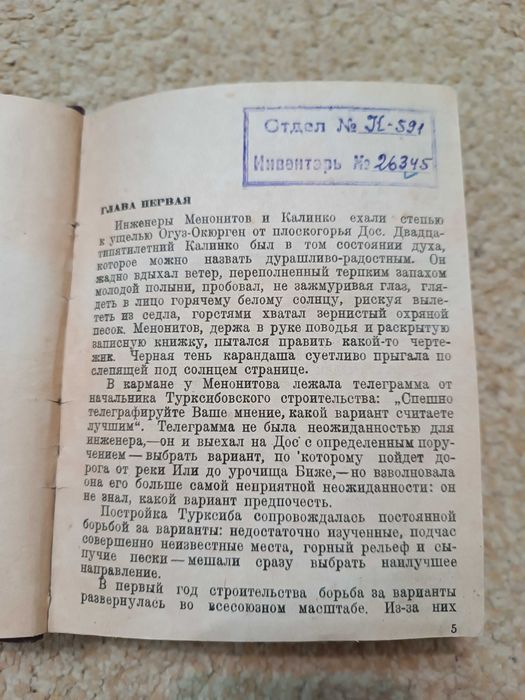 Отдел № К-591
Инвентарь № 26345
ГЛАВА ПЕРВАЯ
Инженеры Менонитов и Калинко ехали степью
к ущелью Огуз-Окюрген от плоскогорья Дос. Двадца-
типятилетний Калинко был в том состоянии духа,
которое можно назвать дурашливо-радостным. Он
жадно вдыхал ветер, переполненный терпким запахом
молодой полыни, пробовал, не зажмуривая глаз, гля-
деть в лицо горячему белому солнцу, рискуя выле-
теть из седла, горстями хватал зернистый охряной
песок. Менонитов, держа в руке поводья и раскрытую
записную книжку, пытался править какой-то черте-
жик. Черная тень карандаша суетливо прыгала по
слепящей под солнцем странице.
В кармане у Менонитова лежала телеграмма от
начальника Турксибовского строительства: „Спешно
телеграфируйте Ваше мнение, какой вариант считаете
лучшим“. Телеграмма не была неожиданностью для
инженера,—он и выехал на Дос с определенным пору-
чением—выбрать вариант, по которому пойдет до-
рога от реки Или до урочища Биже,—но взволновала
она его больше самой неприятной неожиданности: он
не знал, какой вариант предпочесть.
Постройка Турксиба сопровождалась постоянной
борьбой за варианты: недостаточно изученные, подчас
совершенно неизвестные места, горный рельеф и сы-
пучие пески—мешали сразу выбрать наилучшее
направление.
В первый год строительства борьба за варианты
развернулась во всесоюзном масштабе. Из-за них
5